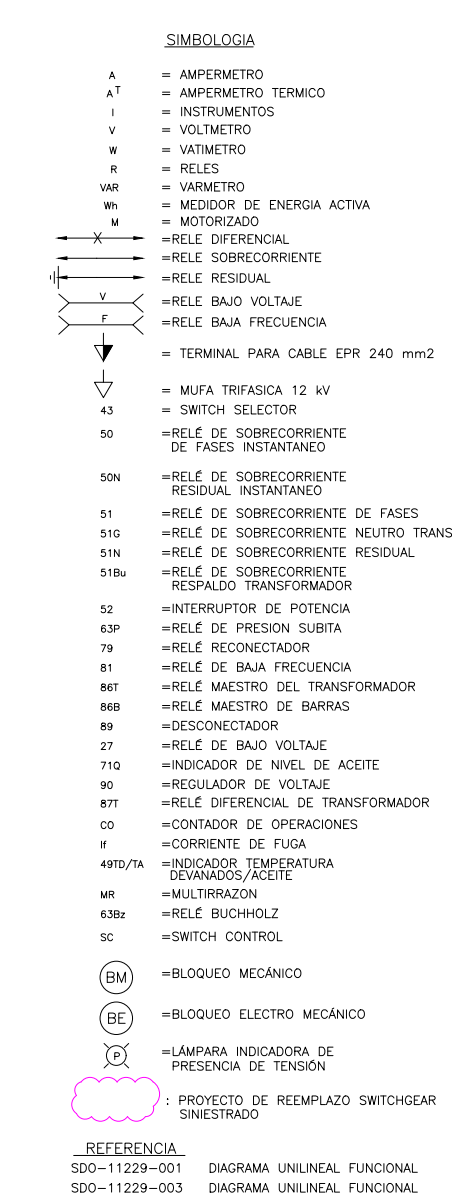 SIMBOLOGIA
A = AMPERMETRO
A^T = AMPERMETRO TERMICO
I = INSTRUMENTOS
V = VOLTMETRO
W = VATIMETRO
R = RELES
VAR = VARMETRO
Wh = MEDIDOR DE ENERGIA ACTIVA
M = MOTORIZADO
=RELE DIFERENCIAL
=RELE SOBRECORRIENTE
=RELE RESIDUAL
V =RELE BAJO VOLTAJE
F =RELE BAJA FRECUENCIA
= TERMINAL PARA CABLE EPR 240 mm2
= MUFA TRIFASICA 12 kV
43 = SWITCH SELECTOR
50 =RELÉ DE SOBRECORRIENTE
DE FASES INSTANTANEO
50N =RELÉ DE SOBRECORRIENTE
RESIDUAL INSTANTANEO
51 =RELÉ DE SOBRECORRIENTE DE FASES
51G =RELÉ DE SOBRECORRIENTE NEUTRO TRANS
51N =RELÉ DE SOBRECORRIENTE RESIDUAL
51Bu =RELÉ DE SOBRECORRIENTE
RESPALDO TRANSFORMADOR
52 =INTERRUPTOR DE POTENCIA
63P =RELÉ DE PRESION SUBITA
79 =RELÉ RECONECTADOR
81 =RELÉ DE BAJA FRECUENCIA
86T =RELÉ MAESTRO DEL TRANSFORMADOR
86B =RELÉ MAESTRO DE BARRAS
89 =DESCONECTADOR
27 =RELÉ DE BAJO VOLTAJE
71Q =INDICADOR DE NIVEL DE ACEITE
90 =REGULADOR DE VOLTAJE
87T =RELÉ DIFERENCIAL DE TRANSFORMADOR
CO =CONTADOR DE OPERACIONES
If =CORRIENTE DE FUGA
49TD/TA =INDICADOR TEMPERATURA
DEVANADOS/ACEITE
MR =MULTIRRAZON
63Bz =RELÉ BUCHHOLZ
SC =SWITCH CONTROL
BM =BLOQUEO MECÁNICO
BE =BLOQUEO ELECTRO MECÁNICO
P =LÁMPARA INDICADORA DE
PRESENCIA DE TENSIÓN
: PROYECTO DE REEMPLAZO SWITCHGEAR
SINIESTRADO
REFERENCIA
SDO-11229-001 DIAGRAMA UNILINEAL FUNCIONAL
SDO-11229-003 DIAGRAMA UNILINEAL FUNCIONAL